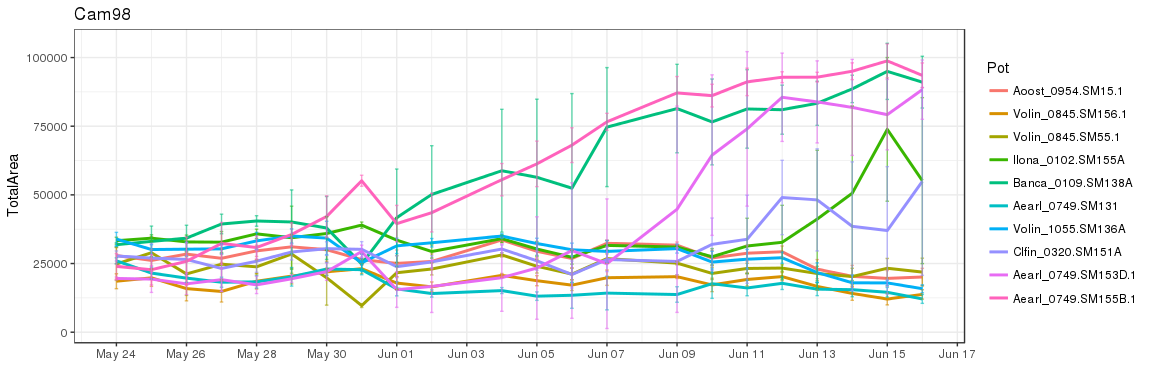 Cam98
TotalArea
100000
75000
50000
25000
0
May 24 May 26 May 28 May 30 Jun 01 Jun 03 Jun 05 Jun 07 Jun 09 Jun 11 Jun 13 Jun 15 Jun 17
Pot
Aoost_0954.SM15.1
Volin_0845.SM156.1
Volin_0845.SM55.1
Ilona_0102.SM155A
Banca_0109.SM138A
Aearl_0749.SM131
Volin_1055.SM136A
Clfin_0320.SM151A
Aearl_0749.SM153D.1
Aearl_0749.SM155B.1